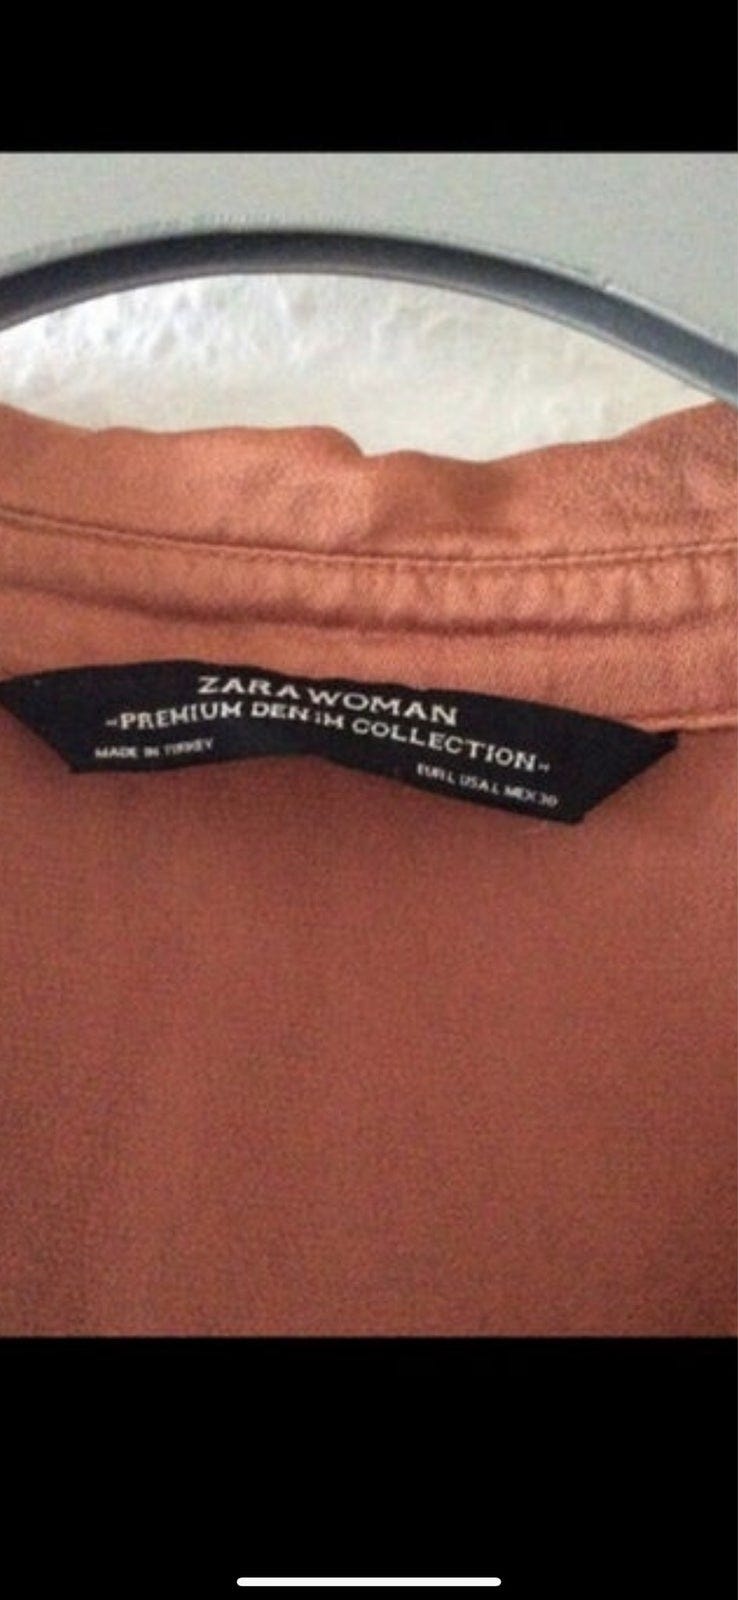 ZARA WOMAN
"PREMIUM DENIM COLLECTION"
MADE IN TURKEY
EUR L USA L MEX 30